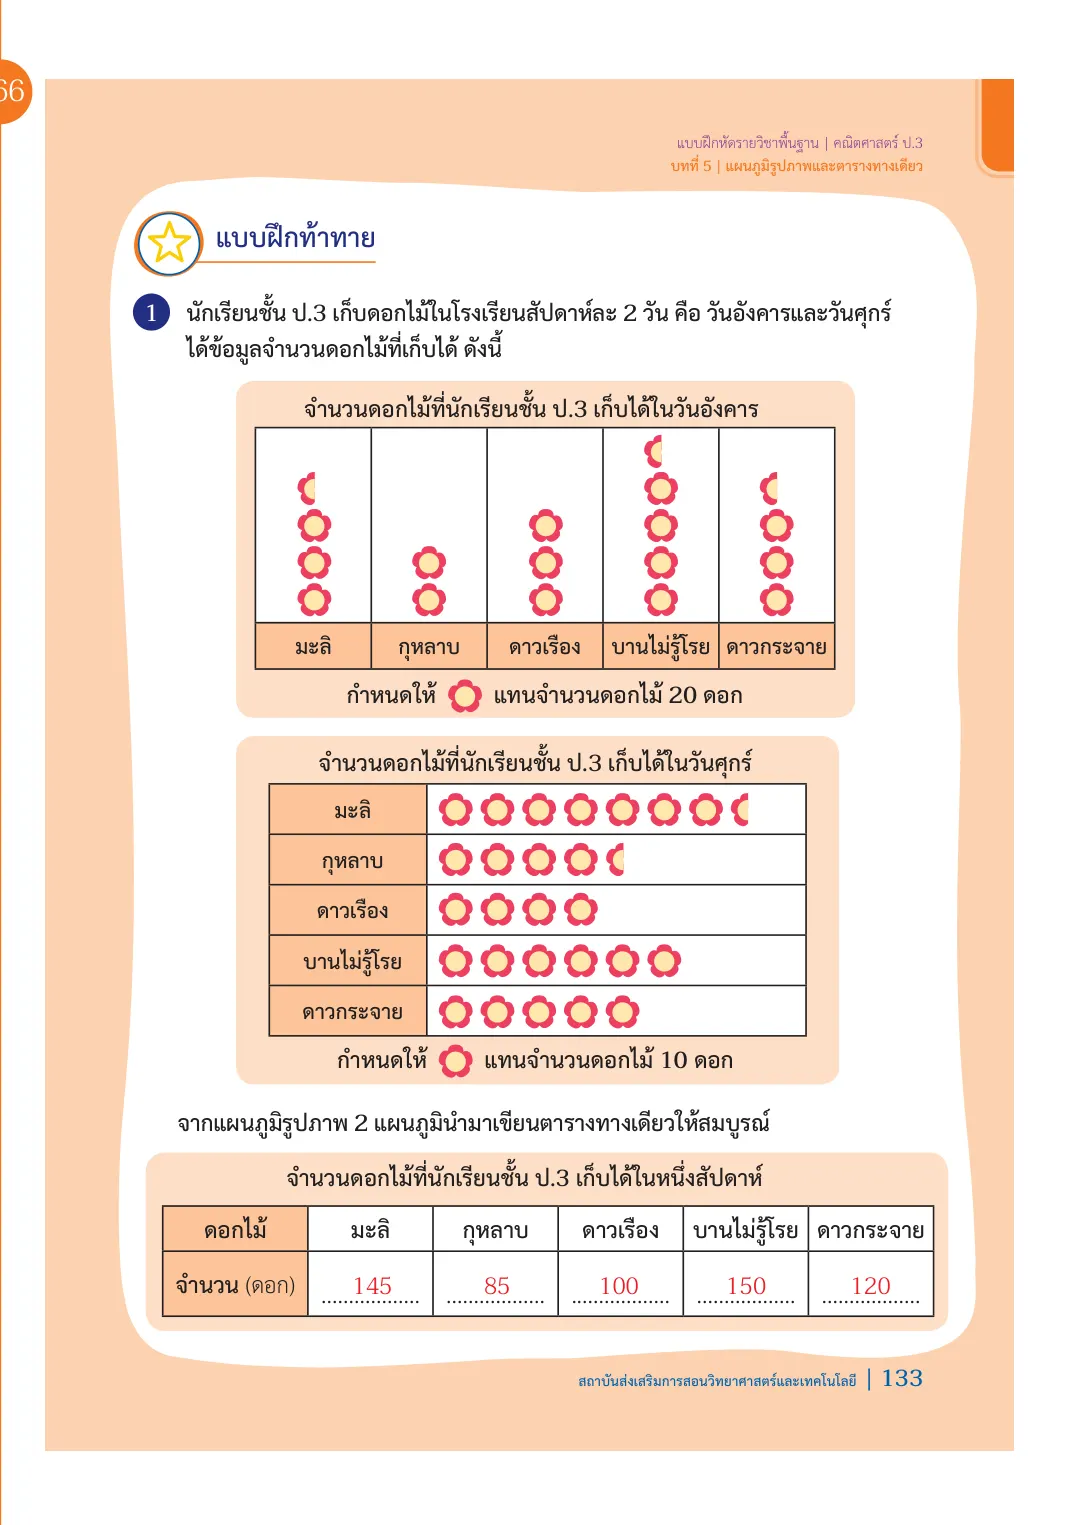 66
แบบฝึกหัดรายวิชาพื้นฐาน | คณิตศาสตร์ ป.3
บทที่ 5 | แผนภูมิรูปภาพและตารางทางเดียว
แบบฝึกท้าทาย
1 นักเรียนชั้น ป.3 เก็บดอกไม้ในโรงเรียนสัปดาห์ละ 2 วัน คือ วันอังคารและวันศุกร์
ได้ข้อมูลจำนวนดอกไม้ที่เก็บได้ ดังนี้
จำนวนดอกไม้ที่นักเรียนชั้น ป.3 เก็บได้ในวันอังคาร
มะลิ กุหลาบ ดาวเรือง บานไม่รู้โรย ดาวกระจาย
กำหนดให้ แทนจำนวนดอกไม้ 20 ดอก
จำนวนดอกไม้ที่นักเรียนชั้น ป.3 เก็บได้ในวันศุกร์
มะลิ
กุหลาบ
ดาวเรือง
บานไม่รู้โรย
ดาวกระจาย
กำหนดให้ แทนจำนวนดอกไม้ 10 ดอก
จากแผนภูมิรูปภาพ 2 แผนภูมินำมาเขียนตารางทางเดียวให้สมบูรณ์
จำนวนดอกไม้ที่นักเรียนชั้น ป.3 เก็บได้ในหนึ่งสัปดาห์
ดอกไม้ มะลิ กุหลาบ ดาวเรือง บานไม่รู้โรย ดาวกระจาย
จำนวน (ดอก) 145 85 100 150 120
สถาบันส่งเสริมการสอนวิทยาศาสตร์และเทคโนโลยี | 133